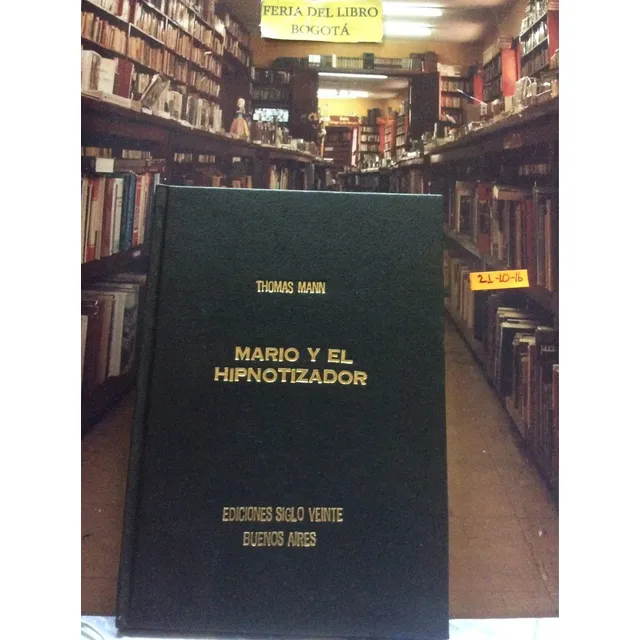 FERIA DEL LIBRO
BOGOTÁ
21-10-16
THOMAS MANN
MARIO Y EL
HIPNOTIZADOR
EDICIONES SIGLO VEINTE
BUENOS AIRES